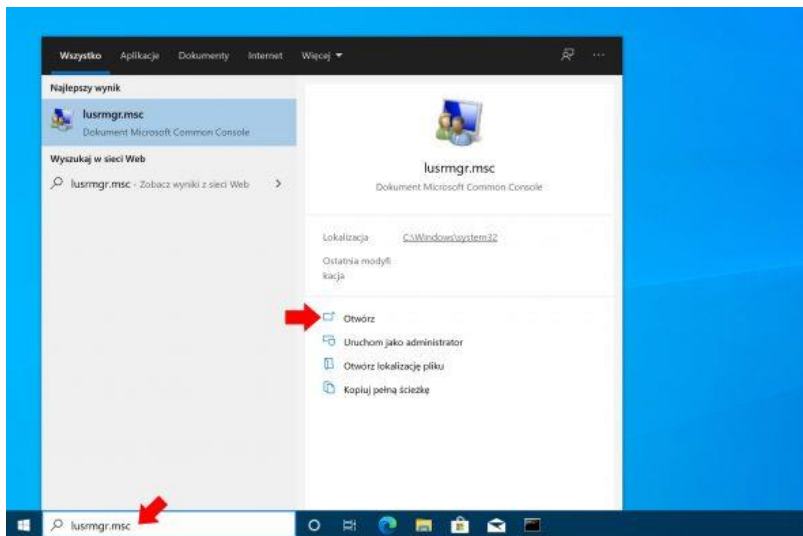 Wszystko Aplikacje Dokumenty Internet Więcej
Najlepszy wynik
lusrmgr.msc
Dokument Microsoft Common Console
Wyszukaj w sieci Web
lusrmgr.msc - Zobacz wyniki z sieci Web
lusrmgr.msc
Dokument Microsoft Common Console
Lokalizacja C:\Windows\system32
Ostatnia modyfi
kacja
Otwórz
Uruchom jako administrator
Otwórz lokalizację pliku
Kopiuj pełną ścieżkę
lusrmgr.msc